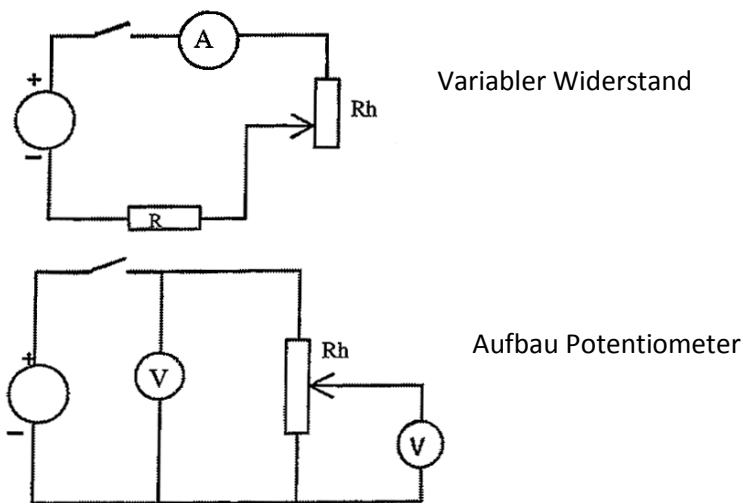 A
+
Variabler Widerstand
Rh
−
R
+
V
Rh
Aufbau Potentiometer
−
V